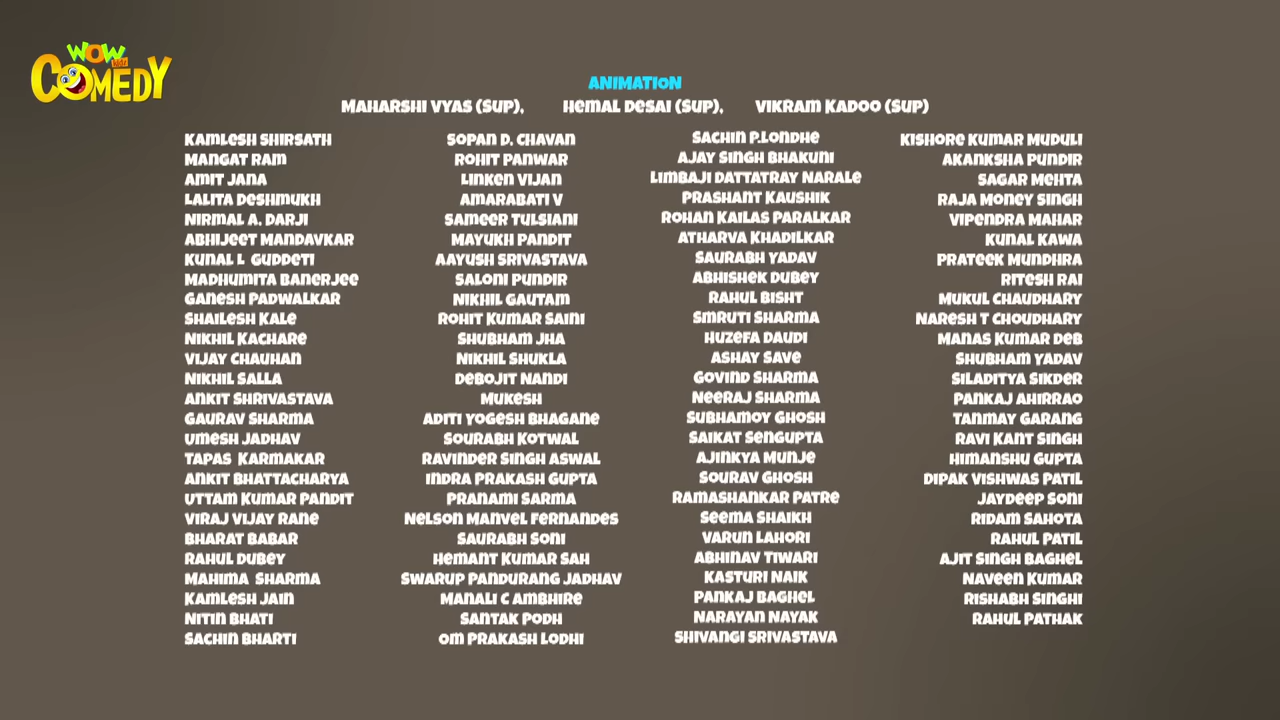 WOW
KIDZ
COMEDY
ANIMATION
MAHARSHI VYAS (SUP), HEMAL DESAI (SUP), VIKRAM KADOO (SUP)
KAMLESH SHIRSATH SOPAN D. CHAVAN SACHIN P.LONDHE KISHORE KUMAR MUDULI
MANGAT RAM ROHIT PANWAR AJAY SINGH BHAKUNI AKANKSHA PUNDIR
AMIT JANA LINKEN VIJAN LIMBAJI DATTATRAY NARALE SAGAR MEHTA
LALITA DESHMUKH AMARABATI V PRASHANT KAUSHIK RAJA MONEY SINGH
NIRMAL A. DARJI SAMEER TULSIANI ROHAN KAILAS PARALKAR VIPENDRA MAHAR
ABHIJEET MANDAVKAR MAYUKH PANDIT ATHARVA KHADILKAR KUNAL KAWA
KUNAL L GUDDETI AAYUSH SRIVASTAVA SAURABH YADAV PRATEEK MUNDHRA
MADHUMITA BANERJEE SALONI PUNDIR ABHISHEK DUBEY RITESH RAI
GANESH PADWALKAR NIKHIL GAUTAM RAHUL BISHT MUKUL CHAUDHARY
SHAILESH KALE ROHIT KUMAR SAINI SMRUTI SHARMA NARESH T CHOUDHARY
NIKHIL KACHARE SHUBHAM JHA HUZEFA DAUDI MANAS KUMAR DEB
VIJAY CHAUHAN NIKHIL SHUKLA ASHAY SAVE SHUBHAM YADAV
NIKHIL SALLA DEBOJIT NANDI GOVIND SHARMA SILADITYA SIKDER
ANKIT SHRIVASTAVA MUKESH NEERAJ SHARMA PANKAJ AHIRRAO
GAURAV SHARMA ADITI YOGESH BHAGANE SUBHAMOY GHOSH TANMAY GARANG
UMESH JADHAV SOURABH KOTWAL SAIKAT SENGUPTA RAVI KANT SINGH
TAPAS KARMAKAR RAVINDER SINGH ASWAL AJINKYA MUNJE HIMANSHU GUPTA
ANKIT BHATTACHARYA INDRA PRAKASH GUPTA SOURAV GHOSH DIPAK VISHWAS PATIL
UTTAM KUMAR PANDIT PRANAMI SARMA RAMASHANKAR PATRE JAYDEEP SONI
VIRAJ VIJAY RANE NELSON MANVEL FERNANDES SEEMA SHAIKH RIDAM SAHOTA
BHARAT BABAR SAURABH SONI VARUN LAHORI RAHUL PATIL
RAHUL DUBEY HEMANT KUMAR SAH ABHINAV TIWARI AJIT SINGH BAGHEL
MAHIMA SHARMA SWARUP PANDURANG JADHAV KASTURI NAIK NAVEEN KUMAR
KAMLESH JAIN MANALI C AMBHIRE PANKAJ BAGHEL RISHABH SINGHI
NITIN BHATI SANTAK PODH NARAYAN NAYAK RAHUL PATHAK
SACHIN BHARTI OM PRAKASH LODHI SHIVANGI SRIVASTAVA